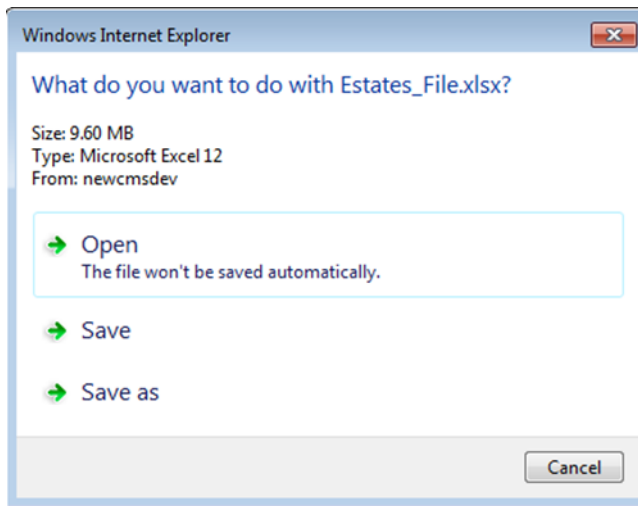 Windows Internet Explorer
What do you want to do with Estates_File.xlsx?
Size: 9.60 MB
Type: Microsoft Excel 12
From: newcmsdev
Open
The file won't be saved automatically.
Save
Save as
Cancel